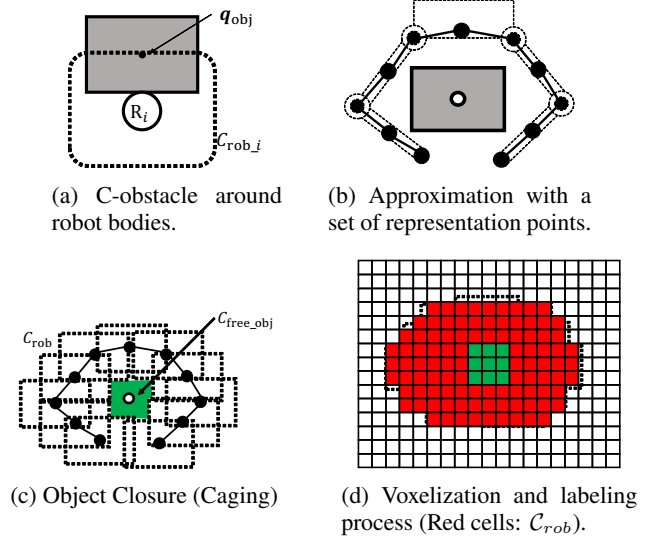 q_obj
R_i
C_rob_i
(a) C-obstacle around
robot bodies.
(b) Approximation with a
set of representation points.
C_rob
C_free_obj
(c) Object Closure (Caging)
(d) Voxelization and labeling
process (Red cells: C_rob).